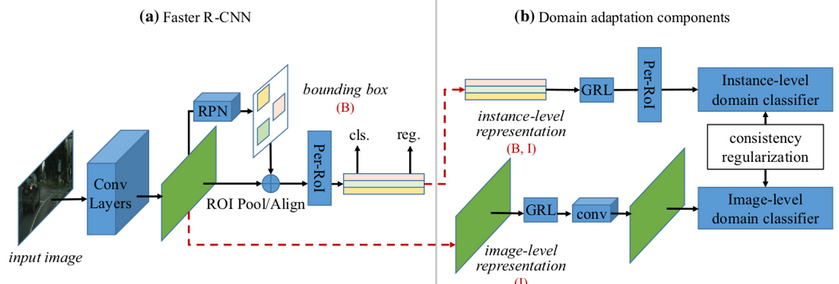 (a) Faster R-CNN
(b) Domain adaptation components
RPN
bounding box
(B)
cls.
reg.
Conv
Layers
Per-RoI
ROI Pool/Align
input image
instance-level
representation
(B, I)
GRL
Per-RoI
Instance-level
domain classifier
consistency
regularization
GRL
conv
Image-level
domain classifier
image-level
representation
(I)